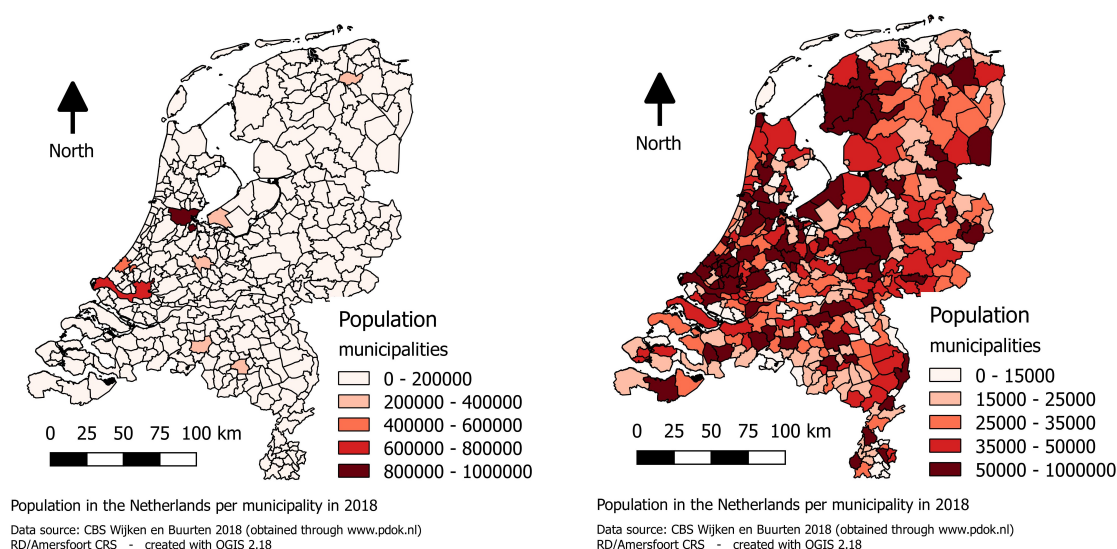 North
Population
municipalities
0 - 200000
200000 - 400000
400000 - 600000
600000 - 800000
800000 - 1000000
0 25 50 75 100 km
Population in the Netherlands per municipality in 2018
Data source: CBS Wijken en Buurten 2018 (obtained through www.pdok.nl)
RD/Amersfoort CRS - created with QGIS 2.18
North
Population
municipalities
0 - 15000
15000 - 25000
25000 - 35000
35000 - 50000
50000 - 1000000
0 25 50 75 100 km
Population in the Netherlands per municipality in 2018
Data source: CBS Wijken en Buurten 2018 (obtained through www.pdok.nl)
RD/Amersfoort CRS - created with QGIS 2.18